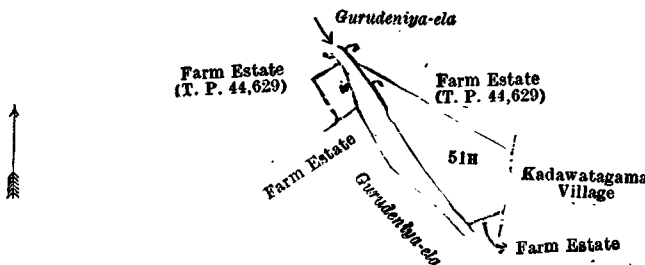 Gurudeniya-ela
Farm Estate
(T. P. 44,629)
Farm Estate
(T. P. 44,629)
Farm Estate
51H
Kadawatagama
Village
Gurudeniya-ela
Farm Estate